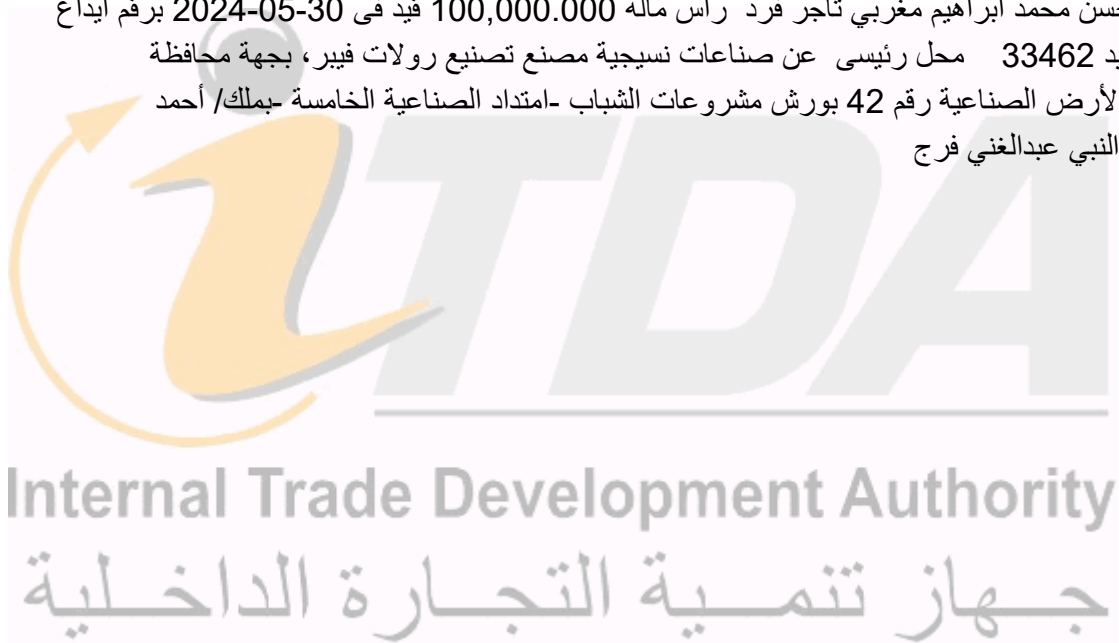 حسن محمد ابراهيم مغربي تاجر فرد رأس ماله 100,000.000 قيد فى 30-05-2024 برقم ايداع
33462 محل رئيسى عن صناعات نسيجية مصنع تصنيع رولات فيبر، بجهة محافظة
الأرض الصناعية رقم 42 بورش مشروعات الشباب -امتداد الصناعية الخامسة -بملك/ أحمد
النبي عبدالغني فرج
iTDA
Internal Trade Development Authority
جهاز تنمية التجارة الداخلية